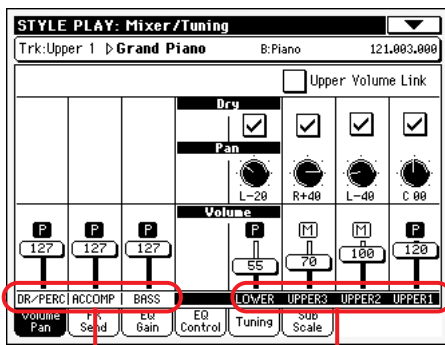 STYLE PLAY: Mixer/Tuning
Trk:Upper 1 ▷Grand Piano B:Piano 121.003.000
Upper Volume Link
Dry
Pan
L-20 R+40 L-40 C 00
Volume
P P P P M M P
127 127 127 55 70 100 120
DR/PERC ACCOMP BASS LOWER UPPER3 UPPER2 UPPER1
Volume Pan FX Send EQ Gain EQ Control Tuning Sub Scale